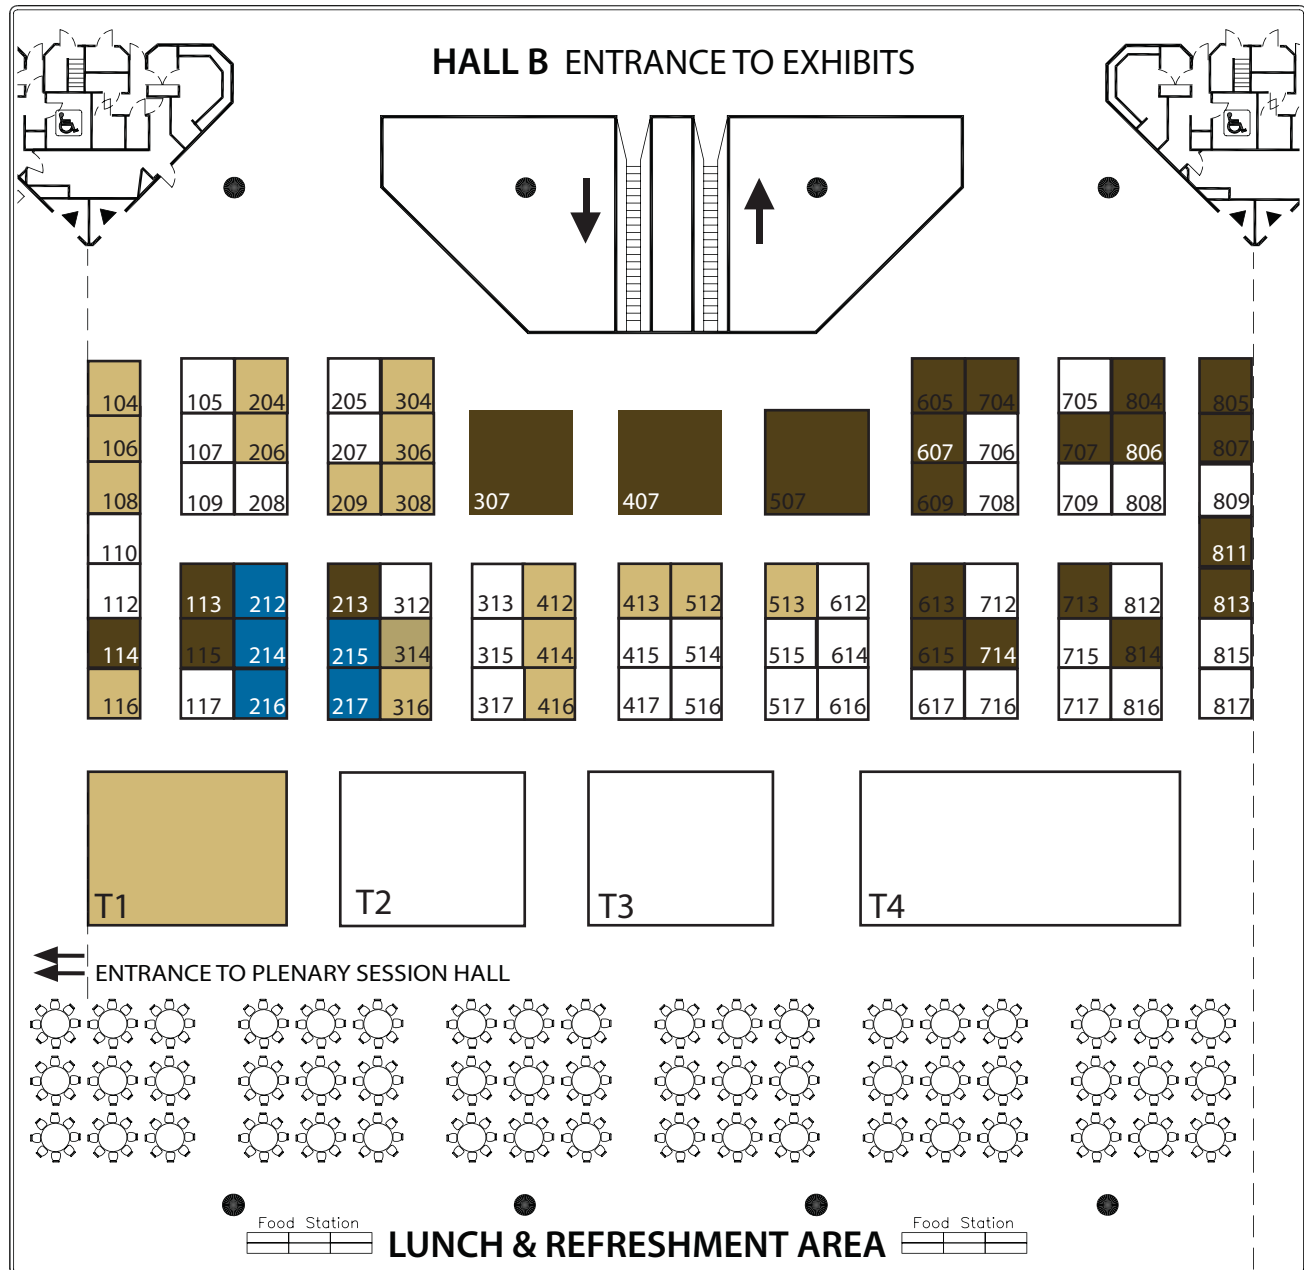 HALL B ENTRANCE TO EXHIBITS
104 105 204 205 304 605 704 705 804 805
106 107 206 207 306 607 706 707 806 807
108 109 208 209 308 307 407 507 609 708 709 808 809
110 811
112 113 212 213 312 313 412 413 512 513 612 613 712 713 812 813
114 115 214 215 314 315 414 415 514 515 614 615 714 715 814 815
116 117 216 217 316 317 416 417 516 517 616 617 716 717 816 817
T1 T2 T3 T4
ENTRANCE TO PLENARY SESSION HALL
Food Station Food Station
LUNCH & REFRESHMENT AREA